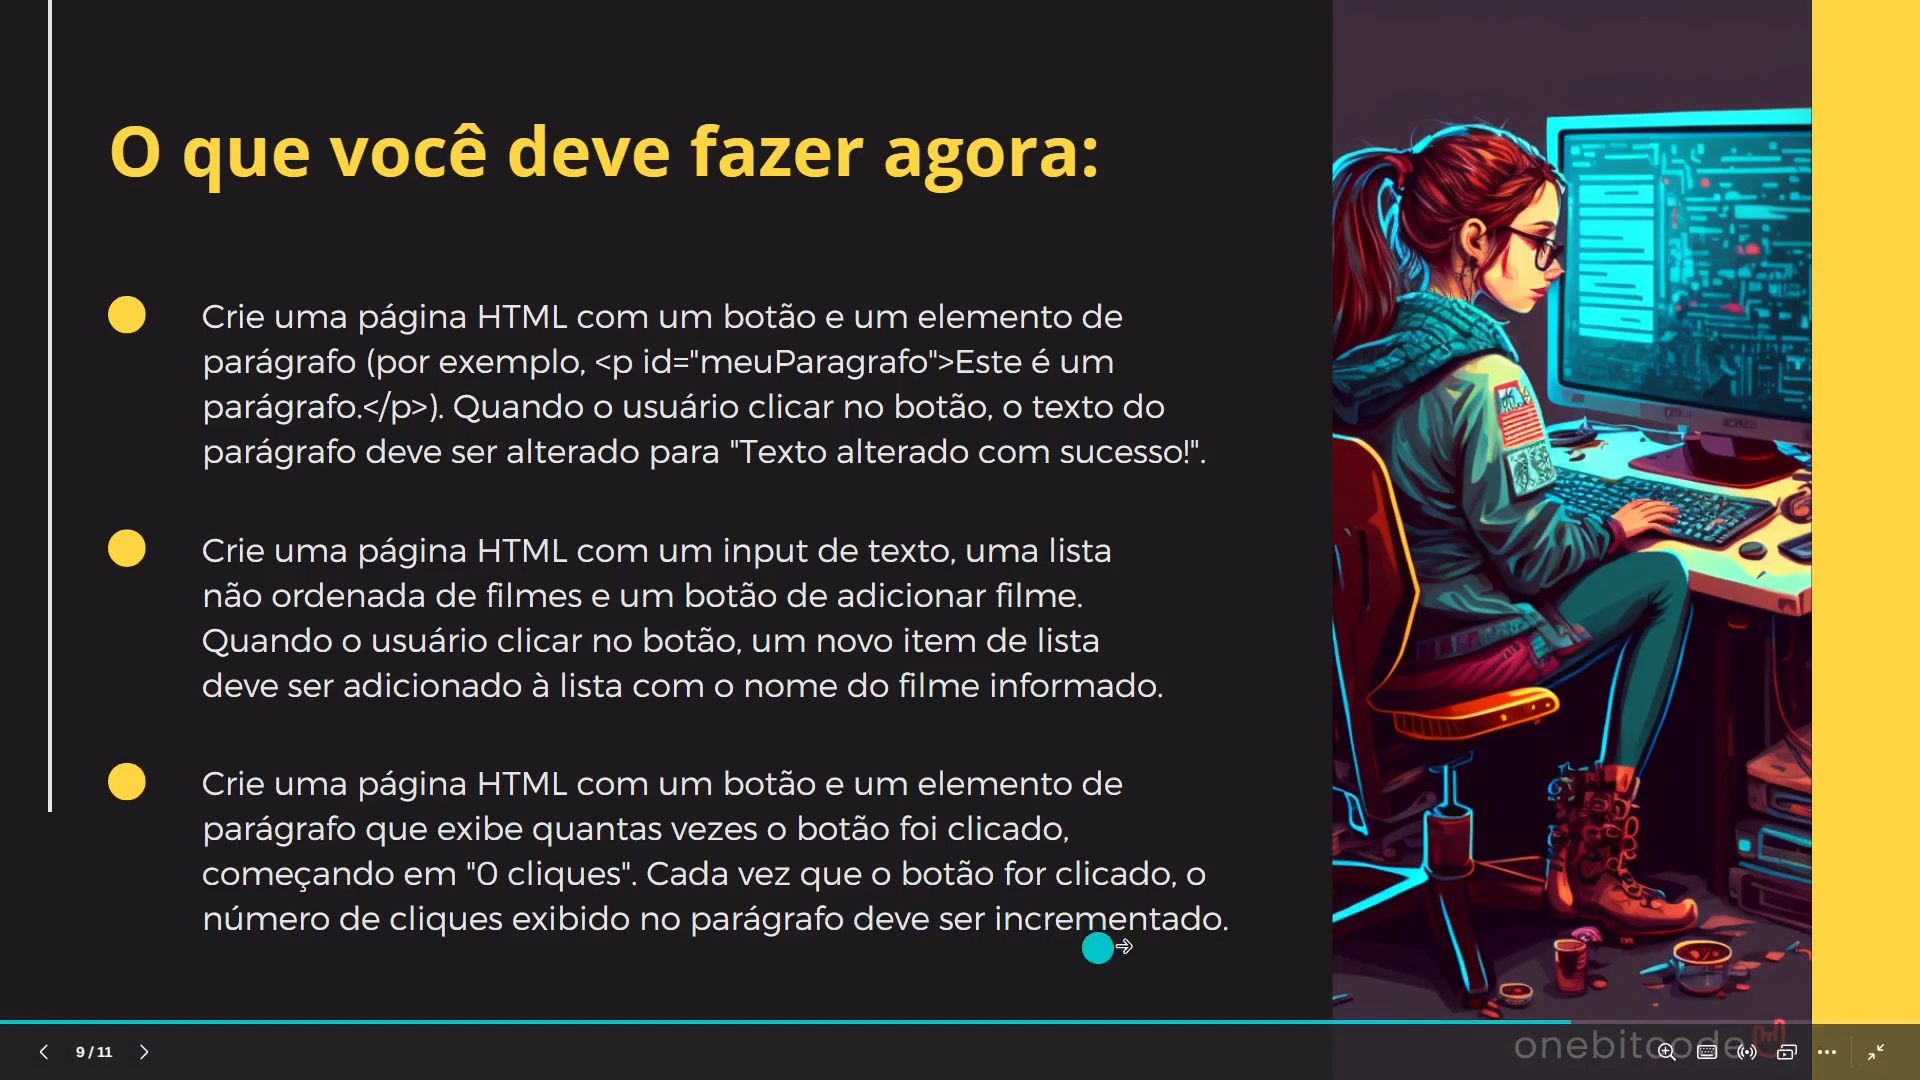 O que você deve fazer agora:
Crie uma página HTML com um botão e um elemento de
parágrafo (por exemplo, <p id="meuParagrafo">Este é um
parágrafo.</p>). Quando o usuário clicar no botão, o texto do
parágrafo deve ser alterado para "Texto alterado com sucesso!".
Crie uma página HTML com um input de texto, uma lista
não ordenada de filmes e um botão de adicionar filme.
Quando o usuário clicar no botão, um novo item de lista
deve ser adicionado à lista com o nome do filme informado.
Crie uma página HTML com um botão e um elemento de
parágrafo que exibe quantas vezes o botão foi clicado,
começando em "0 cliques". Cada vez que o botão for clicado, o
número de cliques exibido no parágrafo deve ser incrementado.
9 / 11
onebitcode